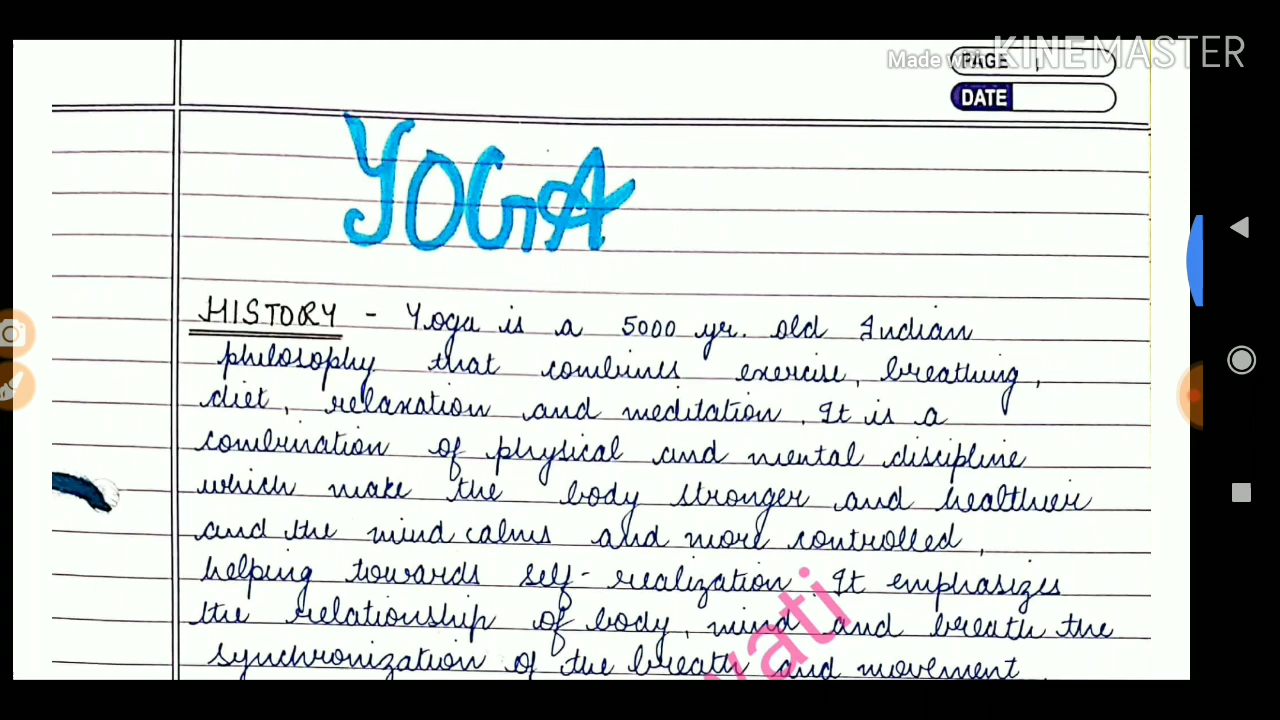 Made with KINEMASTER
PAGE 1
DATE
YOGA
HISTORY - Yoga is a 5000 yr. old Indian
philosophy that combines exercise, breathing,
diet, relaxation and meditation. It is a
combination of physical and mental discipline
which make the body stronger and healthier
and the mind calms and more controlled,
helping towards self-realization. It emphasizes
the relationship of body, mind and breath the
synchronization of the breath and movement.